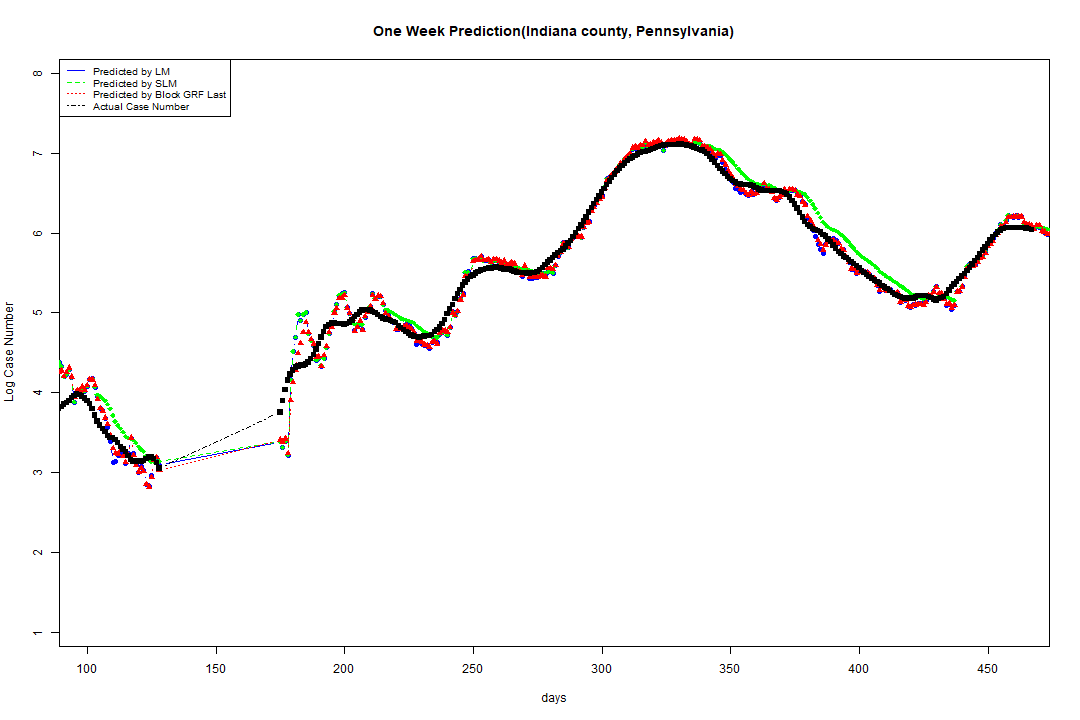 One Week Prediction(Indiana county, Pennsylvania)
Predicted by LM
Predicted by SLM
Predicted by Block GRF Last
Actual Case Number
8
7
6
5
4
3
2
1
Log Case Number
100 150 200 250 300 350 400 450
days